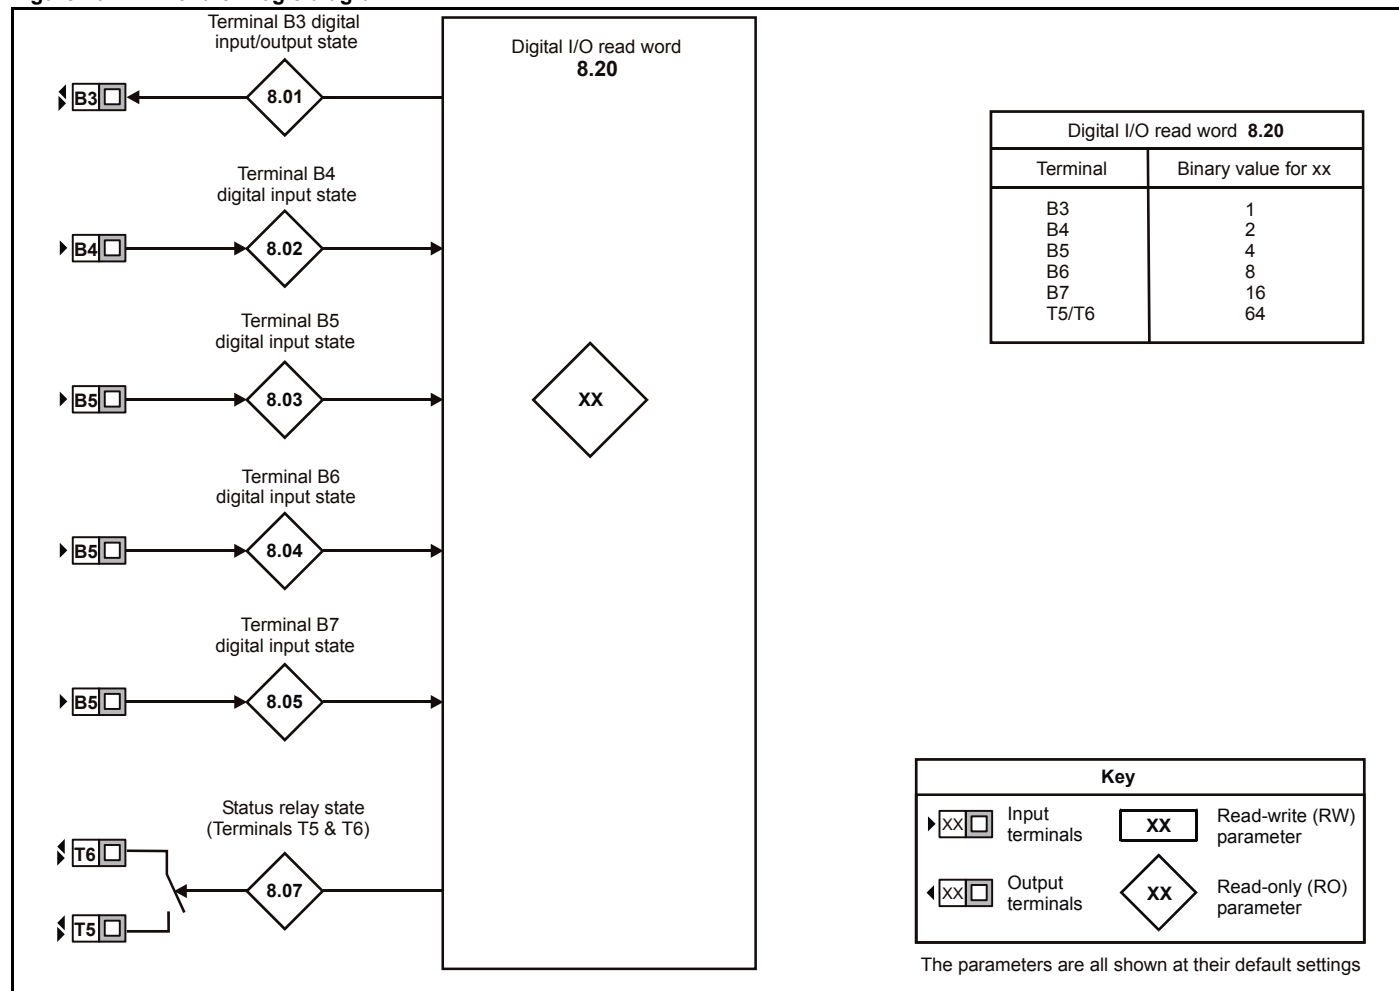 Terminal B3 digital
input/output state
B3
8.01
Terminal B4
digital input state
B4
8.02
Terminal B5
digital input state
B5
8.03
Terminal B6
digital input state
B5
8.04
Terminal B7
digital input state
B5
8.05
Status relay state
(Terminals T5 & T6)
T6
8.07
T5
Digital I/O read word
8.20
XX
Digital I/O read word 8.20
Terminal Binary value for xx
B3 1
B4 2
B5 4
B6 8
B7 16
T5/T6 64
Key
XX Input
terminals
XX Read-write (RW)
parameter
XX Output
terminals
XX Read-only (RO)
parameter
The parameters are all shown at their default settings